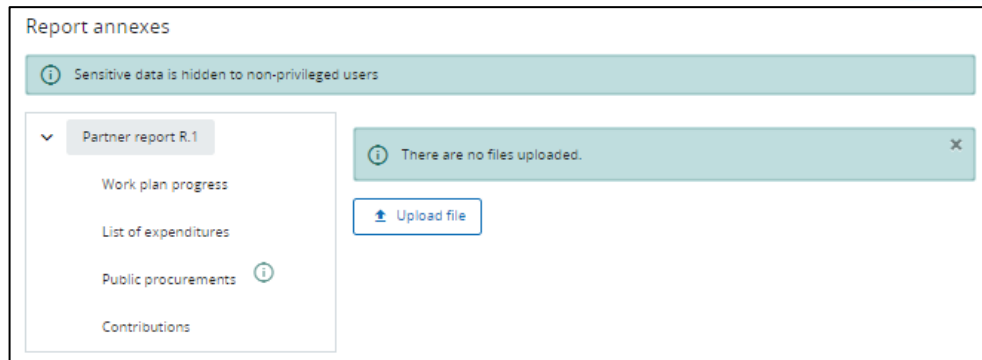 Report annexes
Sensitive data is hidden to non-privileged users
Partner report R.1
There are no files uploaded.
Work plan progress
Upload file
List of expenditures
Public procurements
Contributions